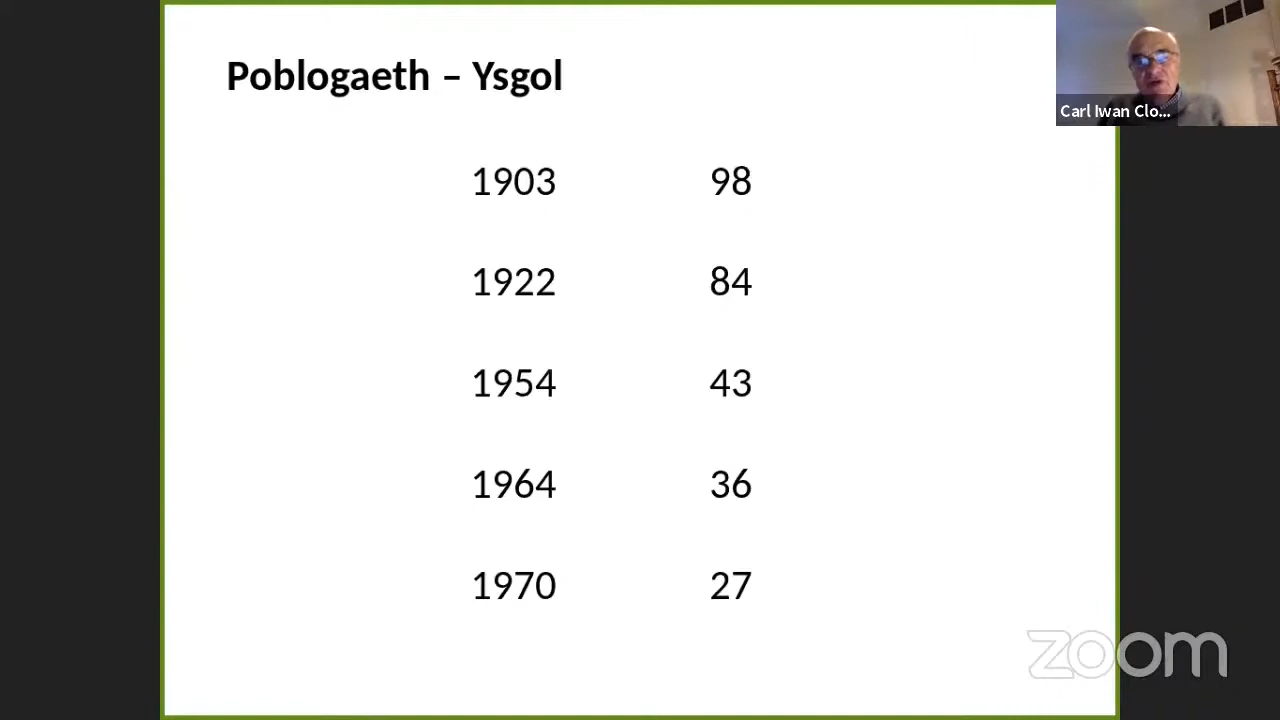 Poblogaeth – Ysgol
Carl Iwan Clo...
1903 98
1922 84
1954 43
1964 36
1970 27
zoom